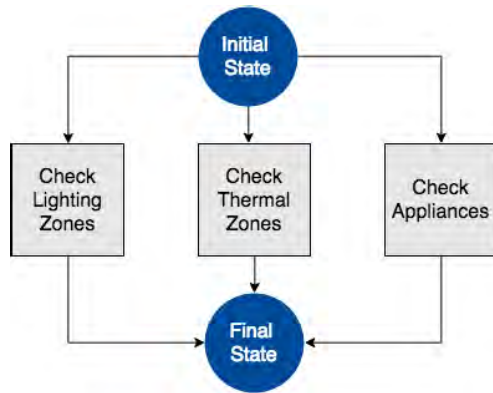 Initial
State
Check
Lighting
Zones
Check
Thermal
Zones
Check
Appliances
Final
State